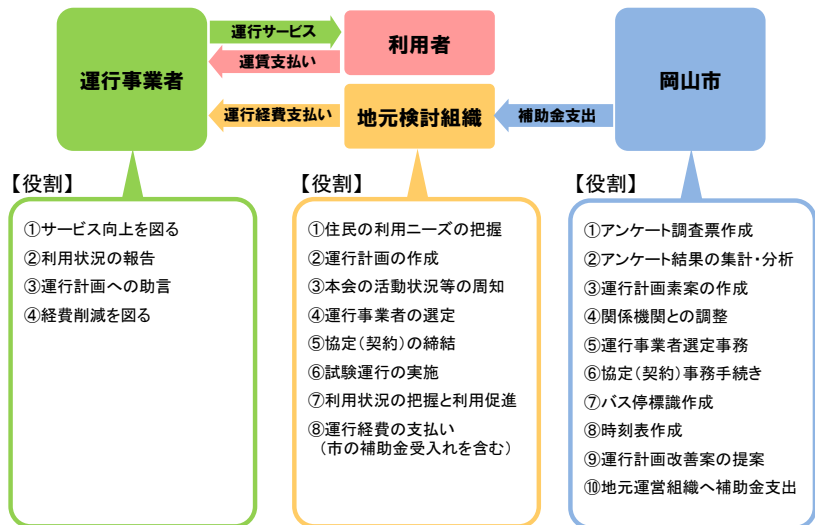 運行サービス
利用者
運賃支払い
運行事業者
岡山市
運行経費支払い
地元検討組織
補助金支出
【役割】
①サービス向上を図る
②利用状況の報告
③運行計画への助言
④経費削減を図る
【役割】
①住民の利用ニーズの把握
②運行計画の作成
③本会の活動状況等の周知
④運行事業者の選定
⑤協定(契約)の締結
⑥試験運行の実施
⑦利用状況の把握と利用促進
⑧運行経費の支払い
(市の補助金受入れを含む)
【役割】
①アンケート調査票作成
②アンケート結果の集計・分析
③運行計画素案の作成
④関係機関との調整
⑤運行事業者選定事務
⑥協定(契約)事務手続き
⑦バス停標識作成
⑧時刻表作成
⑨運行計画改善案の提案
⑩地元運営組織へ補助金支出